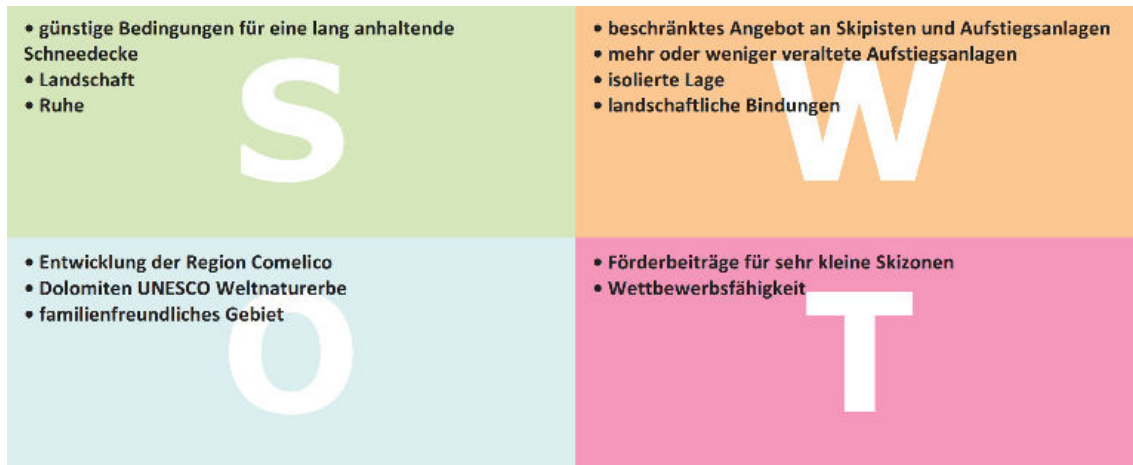 • günstige Bedingungen für eine lang anhaltende
Schneedecke
• Landschaft
• Ruhe
S
• beschränktes Angebot an Skipisten und Aufstiegsanlagen
• mehr oder weniger veraltete Aufstiegsanlagen
• isolierte Lage
• landschaftliche Bindungen
W
• Entwicklung der Region Comelico
• Dolomiten UNESCO Weltnaturerbe
• familienfreundliches Gebiet
O
• Förderbeiträge für sehr kleine Skizonen
• Wettbewerbsfähigkeit
T